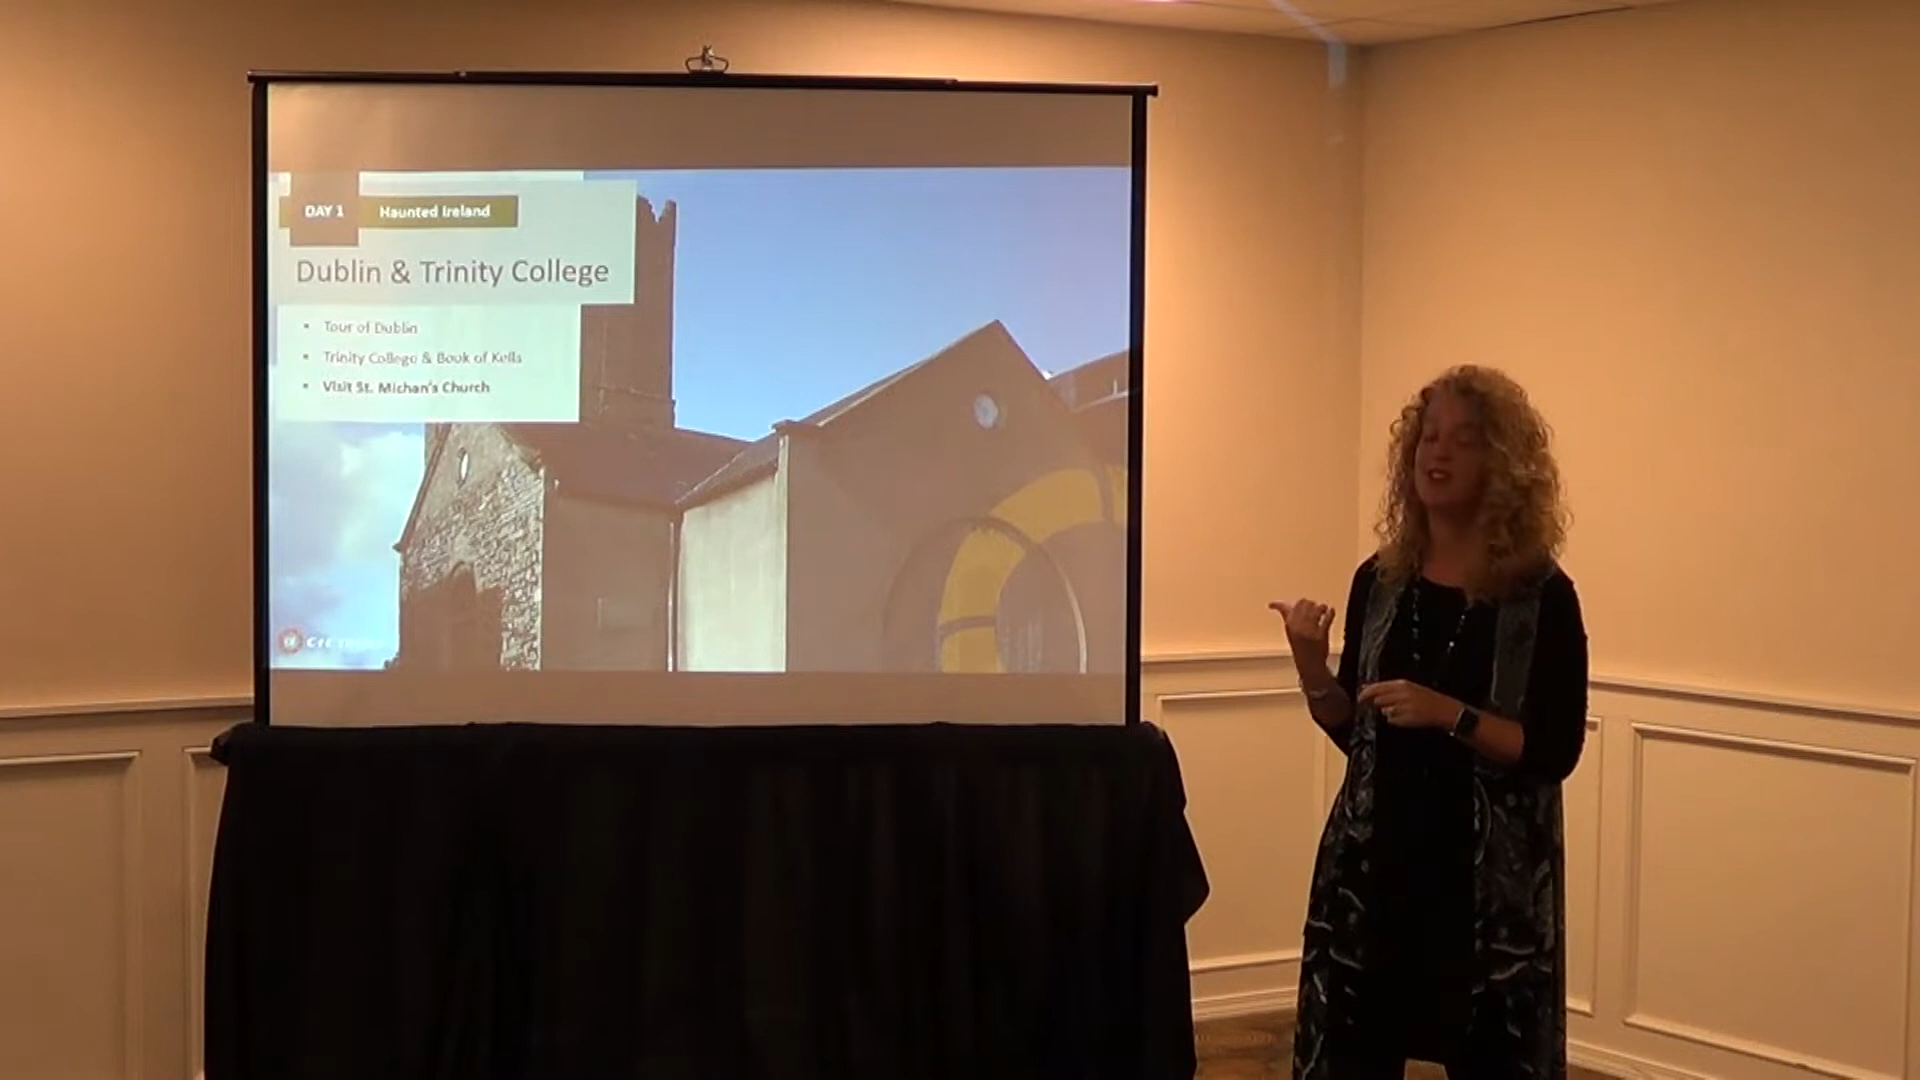 DAY 1 Haunted Ireland
Dublin & Trinity College
▪ Tour of Dublin
▪ Trinity College & Book of Kells
▪ Visit St. Michan's Church